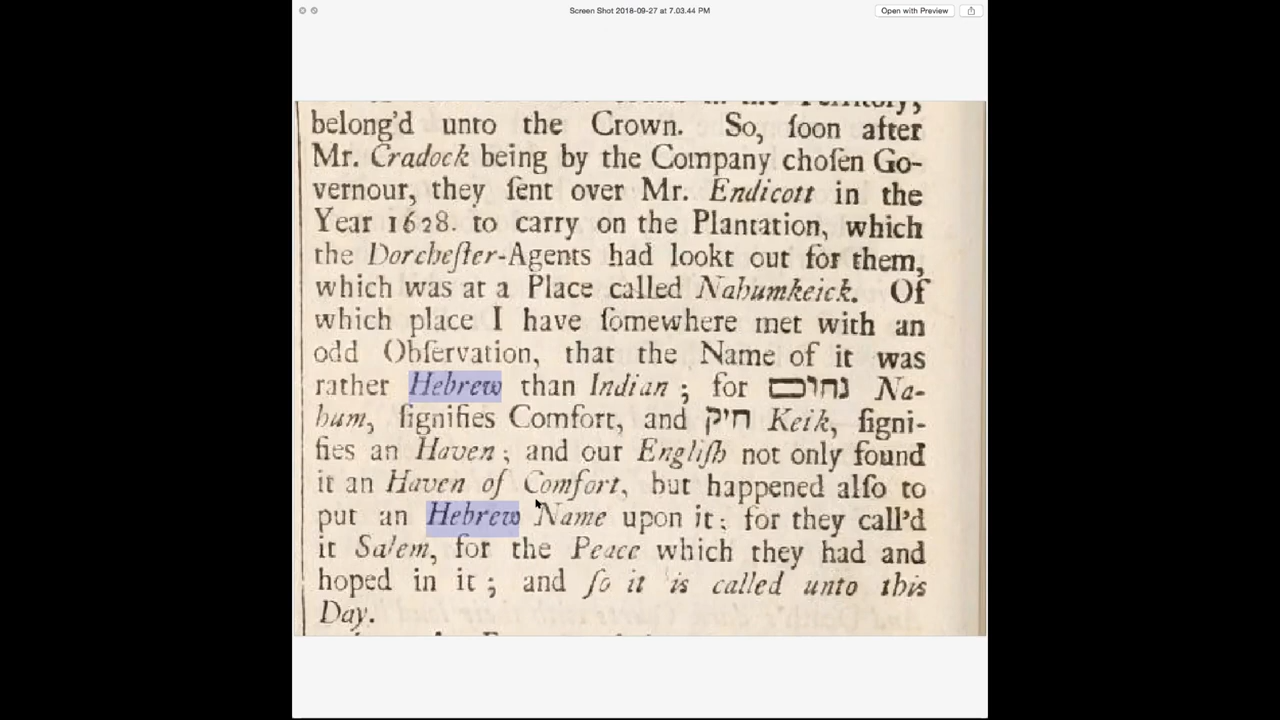 Screen Shot 2018-09-27 at 7.03.44 PM
Open with Preview
belong'd unto the Crown. So, ſoon after
Mr. Cradock being by the Company choſen Go-
vernour, they ſent over Mr. Endicott in the
Year 1628. to carry on the Plantation, which
the Dorcheſter-Agents had lookt out for them,
which was at a Place called Nahumkeick. Of
which place I have ſomewhere met with an
odd Obſervation, that the Name of it was
rather Hebrew than Indian ; for נחום Na-
hum, ſignifies Comfort, and חיק Keik, ſigni-
fies an Haven ; and our Engliſh not only found
it an Haven of Comfort, but happened alſo to
put an Hebrew Name upon it ; for they call'd
it Salem, for the Peace which they had and
hoped in it ; and ſo it is called unto this
Day.